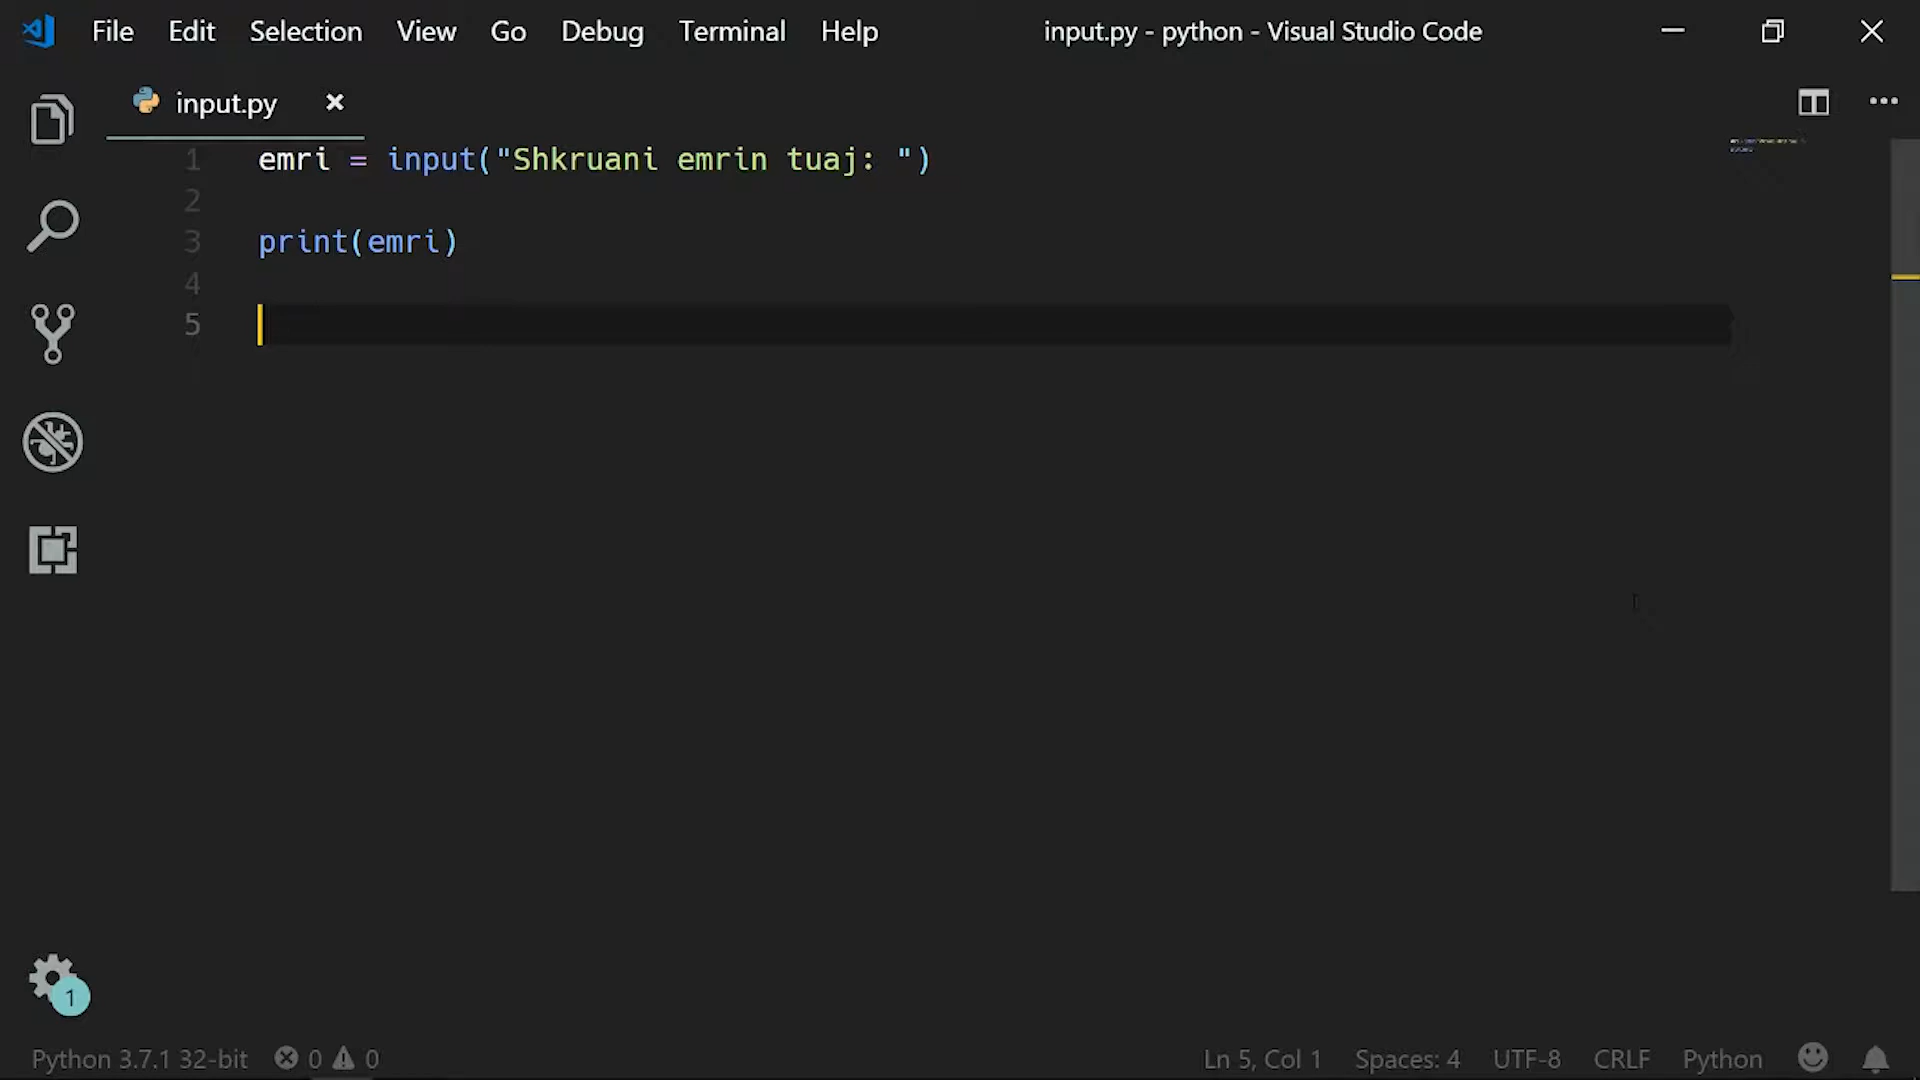 File Edit Selection View Go Debug Terminal Help input.py - python - Visual Studio Code
input.py
1 emri = input("Shkruani emrin tuaj: ")
2
3 print(emri)
4
5
1
Python 3.7.1 32-bit 0 0 Ln 5, Col 1 Spaces: 4 UTF-8 CRLF Python